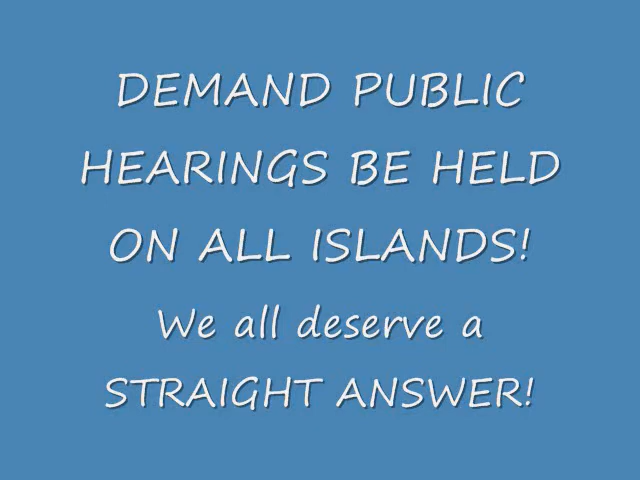 DEMAND PUBLIC
HEARINGS BE HELD
ON ALL ISLANDS!
We all deserve a
STRAIGHT ANSWER!